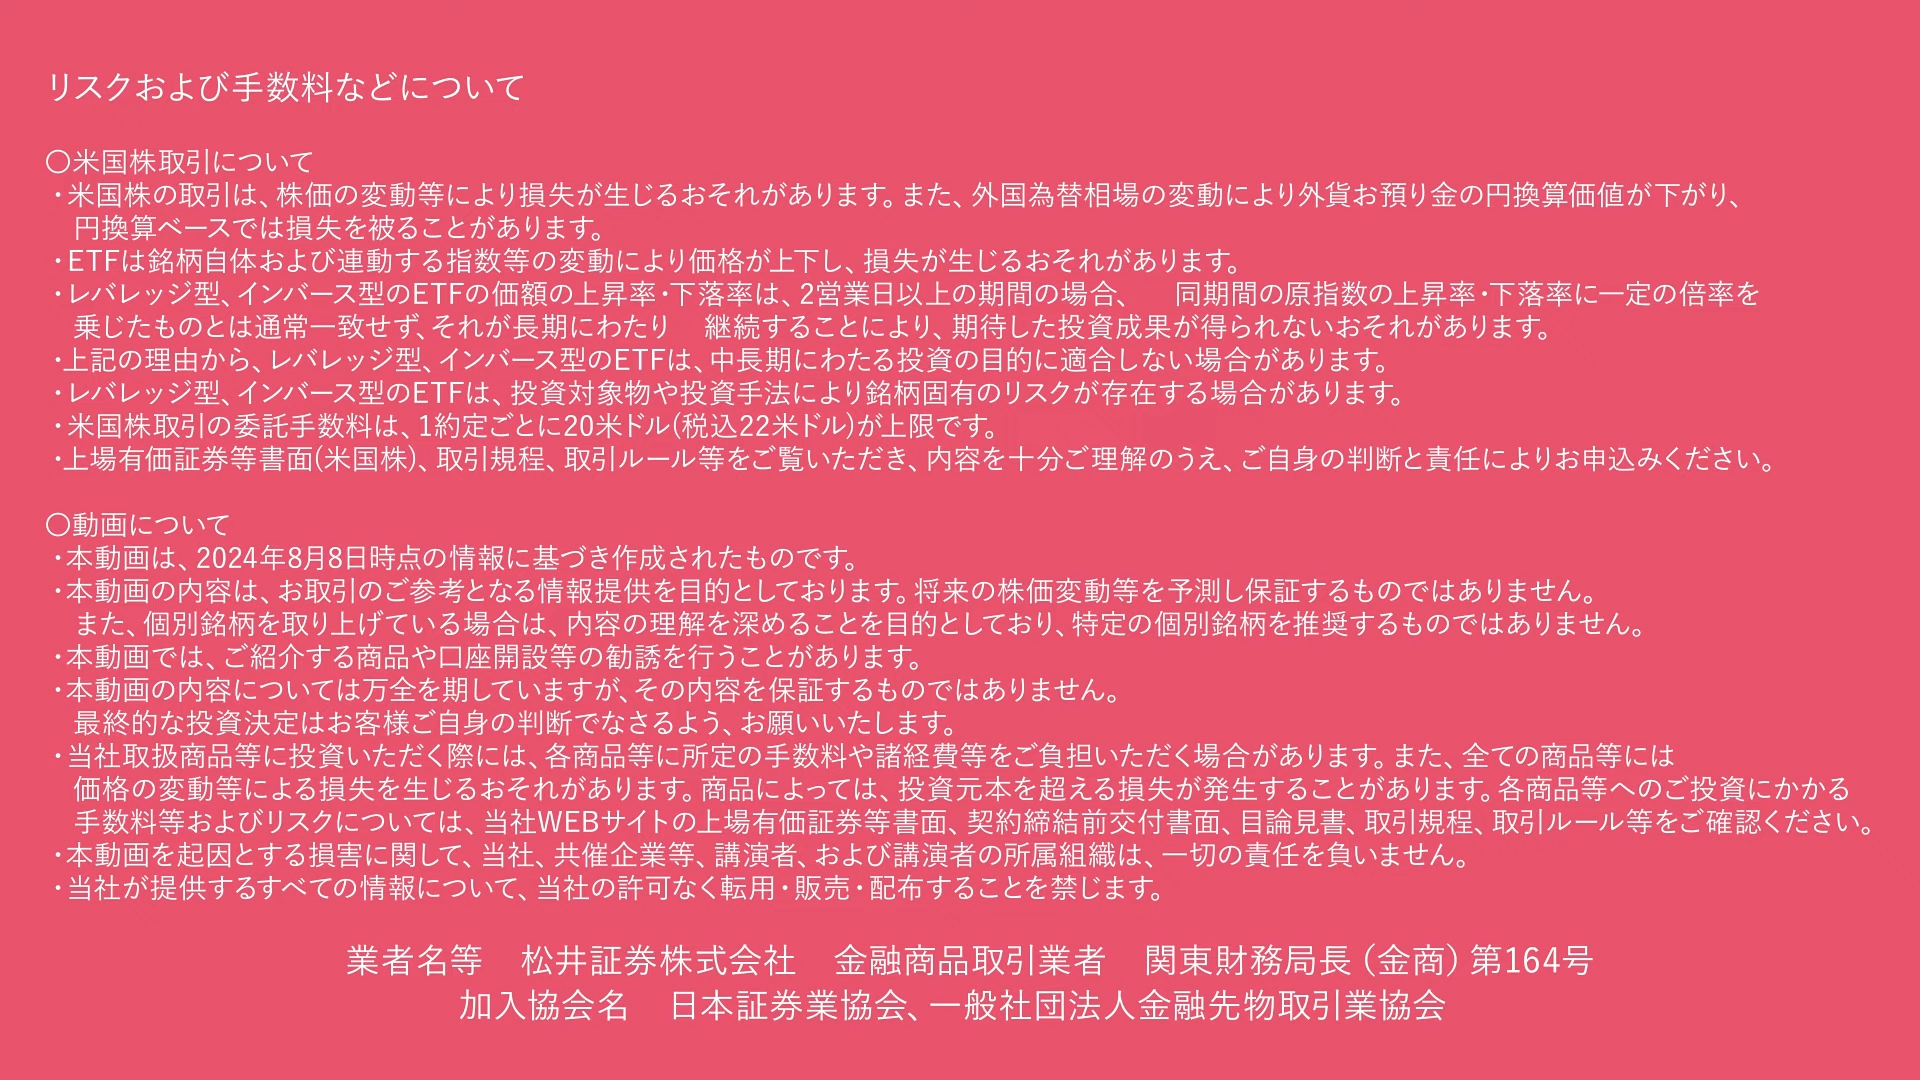 リスクおよび手数料などについて
〇米国株取引について
・米国株の取引は、株価の変動等により損失が生じるおそれがあります。また、外国為替相場の変動により外貨お預り金の円換算価値が下がり、
円換算ベースでは損失を被ることがあります。
・ETFは銘柄自体および連動する指数等の変動により価格が上下し、損失が生じるおそれがあります。
・レバレッジ型、インバース型のETFの価額の上昇率・下落率は、2営業日以上の期間の場合、　同期間の原指数の上昇率・下落率に一定の倍率を
乗じたものとは通常一致せず、それが長期にわたり　継続することにより、期待した投資成果が得られないおそれがあります。
・上記の理由から、レバレッジ型、インバース型のETFは、中長期にわたる投資の目的に適合しない場合があります。
・レバレッジ型、インバース型のETFは、投資対象物や投資手法により銘柄固有のリスクが存在する場合があります。
・米国株取引の委託手数料は、1約定ごとに20米ドル(税込22米ドル)が上限です。
・上場有価証券等書面(米国株)、取引規程、取引ルール等をご覧いただき、内容を十分ご理解のうえ、ご自身の判断と責任によりお申込みください。
〇動画について
・本動画は、2024年8月8日時点の情報に基づき作成されたものです。
・本動画の内容は、お取引のご参考となる情報提供を目的としております。将来の株価変動等を予測し保証するものではありません。
また、個別銘柄を取り上げている場合は、内容の理解を深めることを目的としており、特定の個別銘柄を推奨するものではありません。
・本動画では、ご紹介する商品や口座開設等の勧誘を行うことがあります。
・本動画の内容については万全を期していますが、その内容を保証するものではありません。
最終的な投資決定はお客様ご自身の判断でなさるよう、お願いいたします。
・当社取扱商品等に投資いただく際には、各商品等に所定の手数料や諸経費等をご負担いただく場合があります。また、全ての商品等には
価格の変動等による損失を生じるおそれがあります。商品によっては、投資元本を超える損失が発生することがあります。各商品等へのご投資にかかる
手数料等およびリスクについては、当社WEBサイトの上場有価証券等書面、契約締結前交付書面、目論見書、取引規程、取引ルール等をご確認ください。
・本動画を起因とする損害に関して、当社、共催企業等、講演者、および講演者の所属組織は、一切の責任を負いません。
・当社が提供するすべての情報について、当社の許可なく転用・販売・配布することを禁じます。
業者名等　松井証券株式会社　金融商品取引業者　関東財務局長（金商）第164号
加入協会名　日本証券業協会、一般社団法人金融先物取引業協会